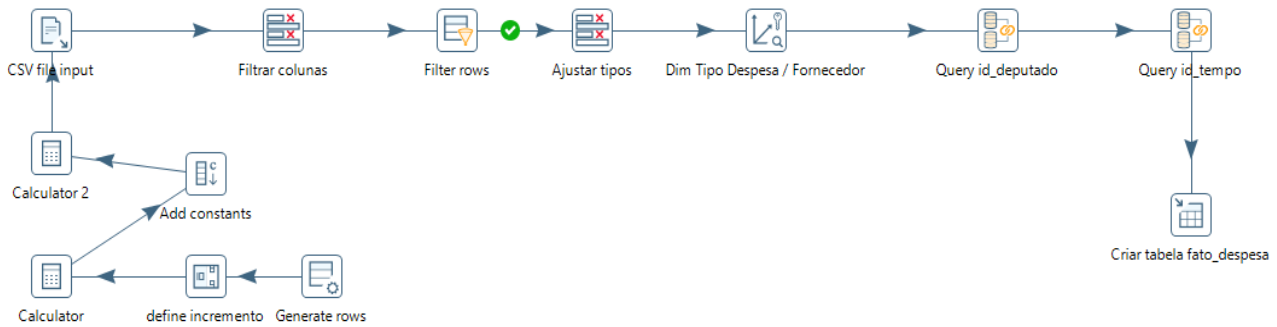 CSV file input
Filtrar colunas
Filter rows
Ajustar tipos
Dim Tipo Despesa / Fornecedor
Query id_deputado
Query id_tempo
Calculator 2
Add constants
Criar tabela fato_despesa
Calculator
define incremento
Generate rows